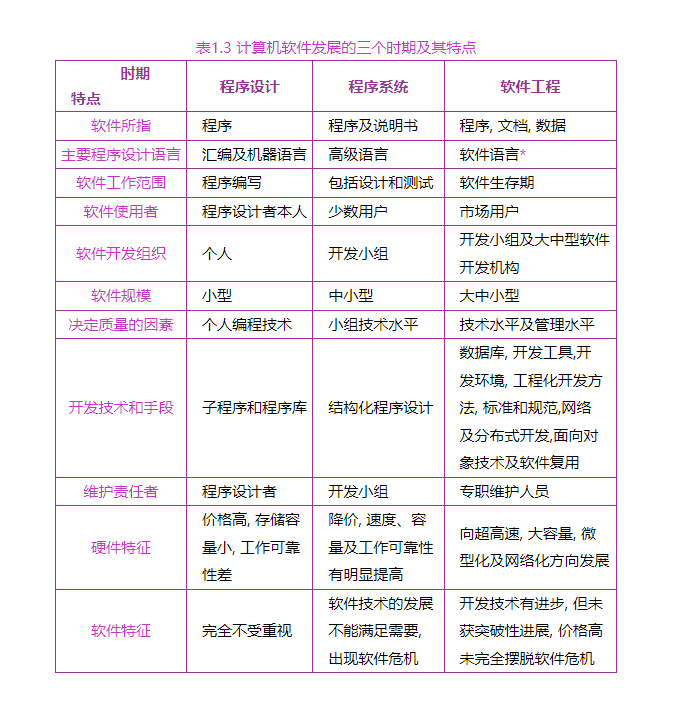 表1.3 计算机软件发展的三个时期及其特点
时期
特点
程序设计
程序系统
软件工程
软件所指
程序
程序及说明书
程序, 文档, 数据
主要程序设计语言
汇编及机器语言
高级语言
软件语言*
软件工作范围
程序编写
包括设计和测试
软件生存期
软件使用者
程序设计者本人
少数用户
市场用户
软件开发组织
个人
开发小组
开发小组及大中型软件
开发机构
软件规模
小型
中小型
大中小型
决定质量的因素
个人编程技术
小组技术水平
技术水平及管理水平
开发技术和手段
子程序和程序库
结构化程序设计
数据库, 开发工具,开
发环境, 工程化开发方
法, 标准和规范,网络
及分布式开发,面向对
象技术及软件复用
维护责任者
程序设计者
开发小组
专职维护人员
硬件特征
价格高, 存储容
量小, 工作可靠
性差
降价, 速度、容
量及工作可靠性
有明显提高
向超高速, 大容量, 微
型化及网络化方向发展
软件特征
完全不受重视
软件技术的发展
不能满足需要,
出现软件危机
开发技术有进步, 但未
获突破性进展, 价格高
未完全摆脱软件危机